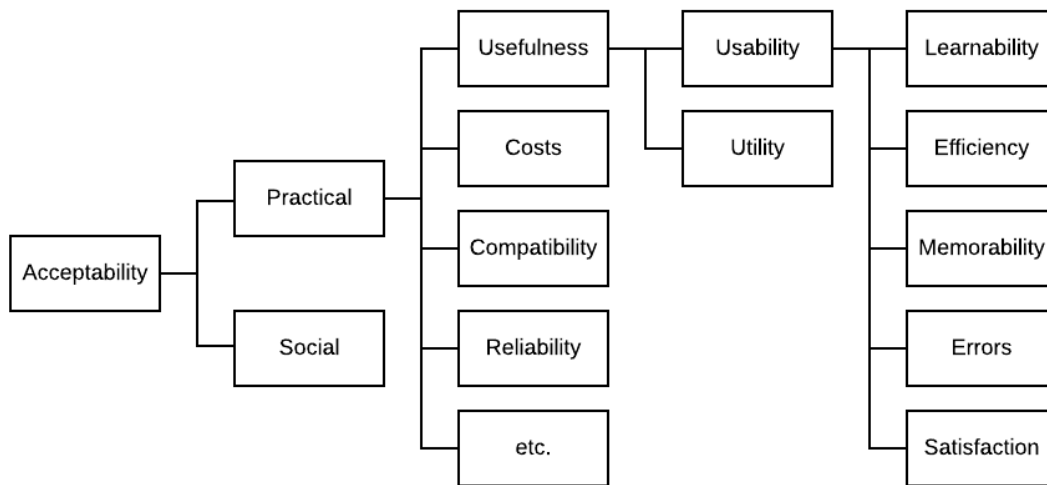 Usefulness
Usability
Learnability
Costs
Utility
Efficiency
Practical
Compatibility
Memorability
Acceptability
Social
Reliability
Errors
etc.
Satisfaction